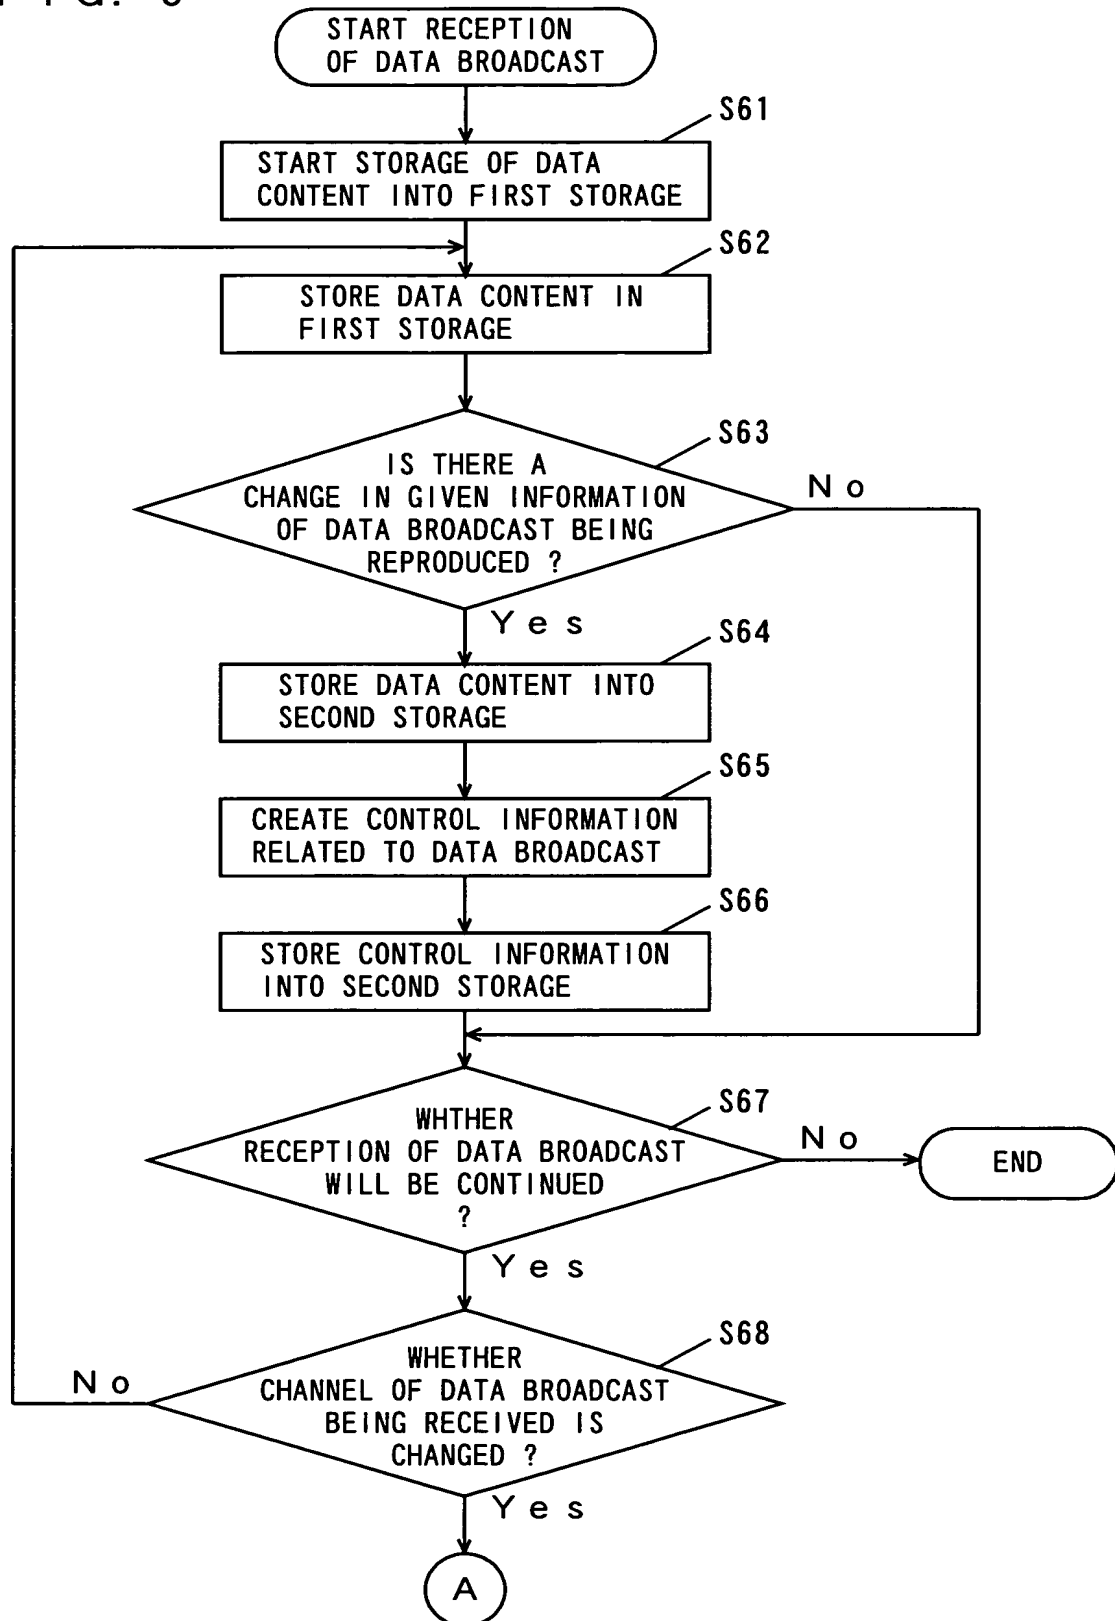 START RECEPTION
OF DATA BROADCAST
S61
START STORAGE OF DATA
CONTENT INTO FIRST STORAGE
S62
STORE DATA CONTENT IN
FIRST STORAGE
S63
IS THERE A
CHANGE IN GIVEN INFORMATION
OF DATA BROADCAST BEING
REPRODUCED ?
No
Yes
S64
STORE DATA CONTENT INTO
SECOND STORAGE
S65
CREATE CONTROL INFORMATION
RELATED TO DATA BROADCAST
S66
STORE CONTROL INFORMATION
INTO SECOND STORAGE
S67
WHTHER
RECEPTION OF DATA BROADCAST
WILL BE CONTINUED
?
No
END
Yes
S68
WHETHER
CHANNEL OF DATA BROADCAST
BEING RECEIVED IS
CHANGED ?
No
Yes
A